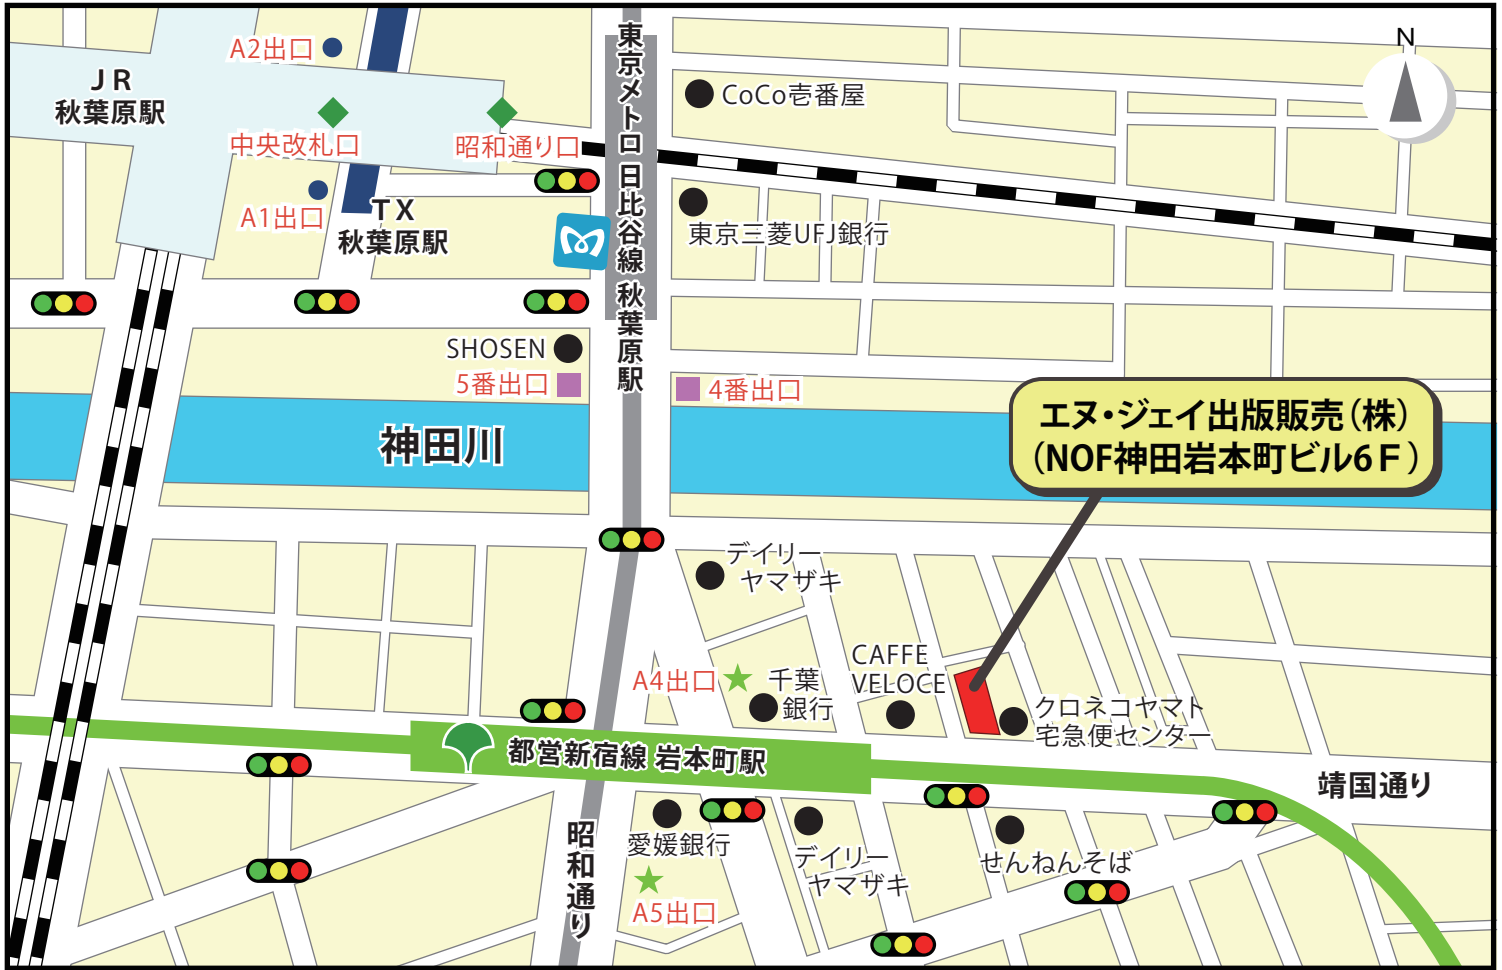 A2出口
JR
秋葉原駅
中央改札口
昭和通り口
A1出口
TX
秋葉原駅
東京メトロ 日比谷線 秋葉原駅
CoCo壱番屋
N
東京三菱UFJ銀行
SHOSEN
5番出口
4番出口
神田川
エヌ・ジェイ出版販売(株)
(NOF神田岩本町ビル6F)
デイリー
ヤマザキ
A4出口
千葉
銀行
CAFFE
VELOCE
クロネコヤマト
宅急便センター
都営新宿線 岩本町駅
靖国通り
昭和通り
愛媛銀行
A5出口
デイリー
ヤマザキ
せんねんそば